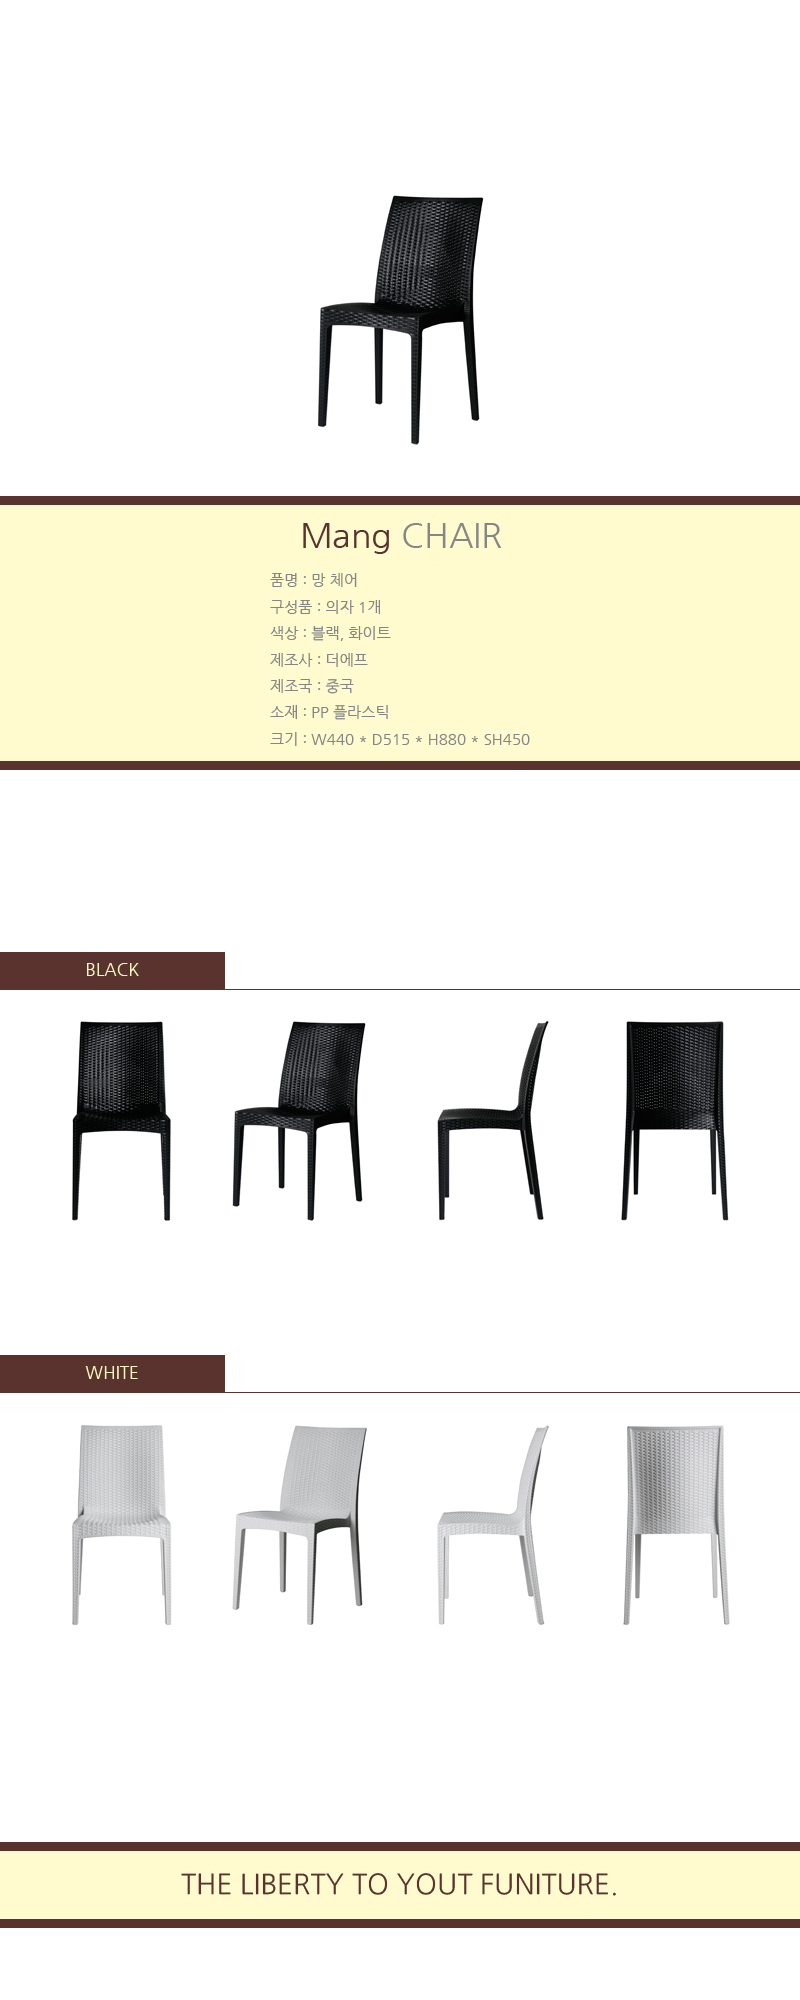 Mang CHAIR
품명 : 망 체어
구성품 : 의자 1개
색상 : 블랙, 화이트
제조사 : 더에프
제조국 : 중국
소재 : PP 플라스틱
크기 : W440 * D515 * H880 * SH450
BLACK
WHITE
THE LIBERTY TO YOUT FUNITURE.